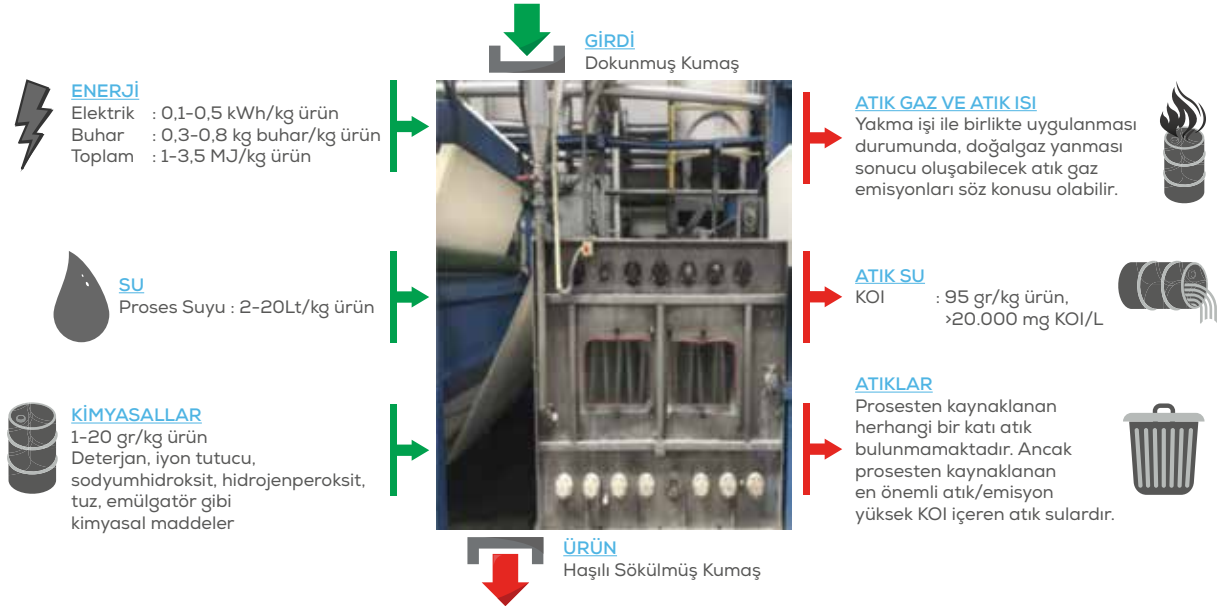 GİRDİ
Dokunmuş Kumaş
ENERJİ
Elektrik : 0,1-0,5 kWh/kg ürün
Buhar : 0,3-0,8 kg buhar/kg ürün
Toplam : 1-3,5 MJ/kg ürün
SU
Proses Suyu : 2-20Lt/kg ürün
KİMYASALLAR
1-20 gr/kg ürün
Deterjan, iyon tutucu,
sodyumhidroksit, hidrojenperoksit,
tuz, emülgatör gibi
kimyasal maddeler
ATIK GAZ VE ATIK ISI
Yakma işi ile birlikte uygulanması
durumunda, doğalgaz yanması
sonucu oluşabilecek atık gaz
emisyonları söz konusu olabilir.
ATIK SU
KOI : 95 gr/kg ürün,
>20.000 mg KOI/L
ATIKLAR
Prosesten kaynaklanan
herhangi bir katı atık
bulunmamaktadır. Ancak
prosesten kaynaklanan
en önemli atık/emisyon
yüksek KOI içeren atık sulardır.
ÜRÜN
Haşılı Sökülmüş Kumaş